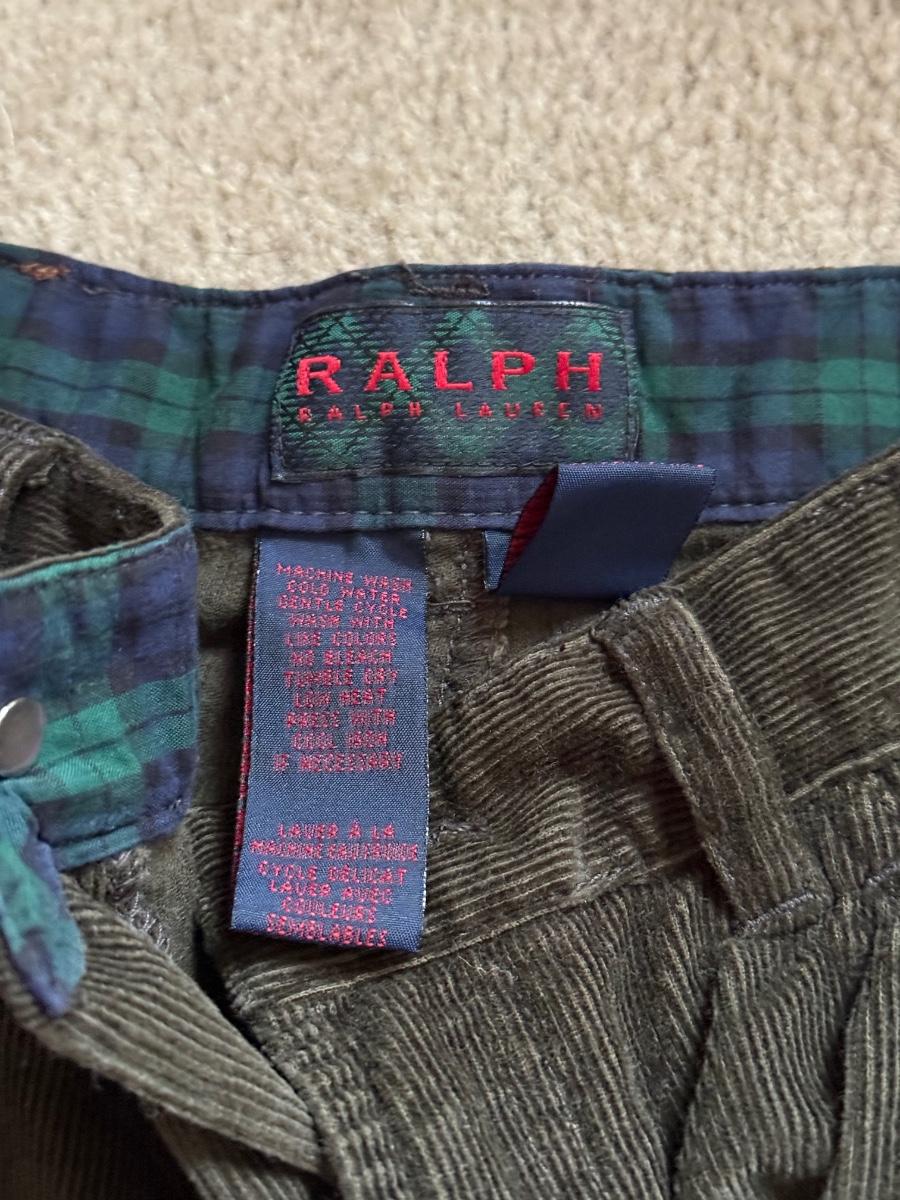 RALPH
RALPH LAUREN
MACHINE WASH
COLD WATER
GENTLE CYCLE
WASH WITH
LIKE COLORS
NO BLEACH
TUMBLE DRY
LOW HEAT
PRESS WITH
COOL IRON
IF NECESSARY
LAVER À LA
MACHINE EAU FROIDE
CYCLE DÉLICAT
LAVER AVEC
COULEURS
SEMBLABLES